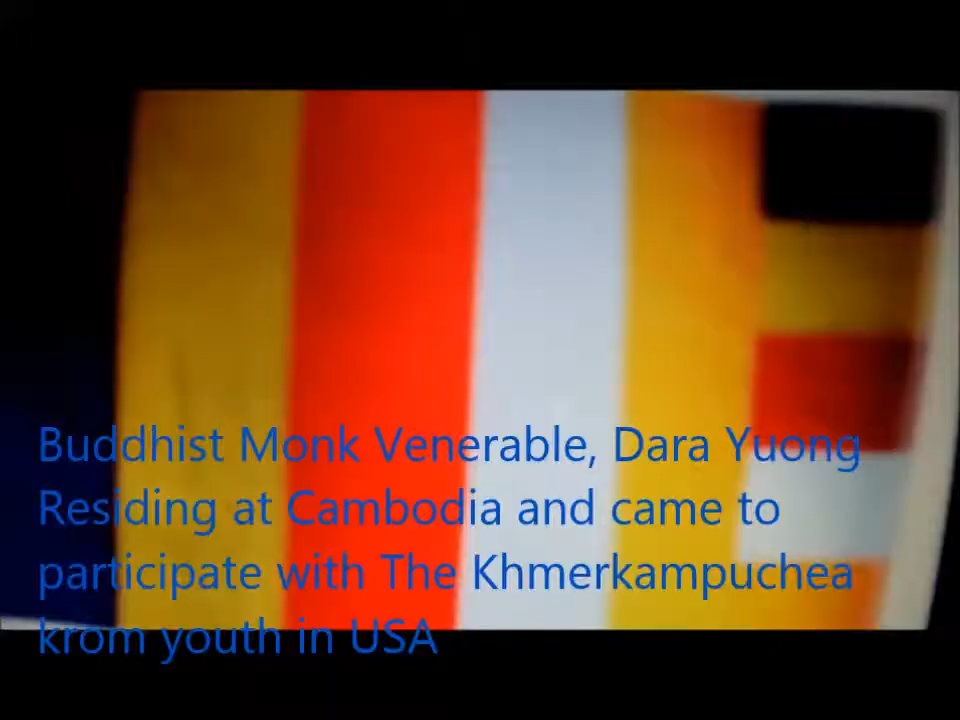 Buddhist Monk Venerable, Dara Yuong
Residing at Cambodia and came to
participate with The Khmerkampuchea
krom youth in USA